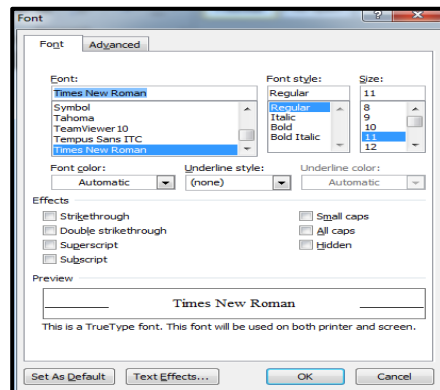 Font
Font Advanced
Font: Font style: Size:
Times New Roman Regular 11
Symbol Regular 8
Tahoma Italic 9
TeamViewer 10 Bold 10
Tempus Sans ITC Bold Italic 11
Times New Roman 12
Font color: Underline style: Underline color:
Automatic (none) Automatic
Effects
Strikethrough Small caps
Double strikethrough All caps
Superscript Hidden
Subscript
Preview
Times New Roman
This is a TrueType font. This font will be used on both printer and screen.
Set As Default Text Effects... OK Cancel